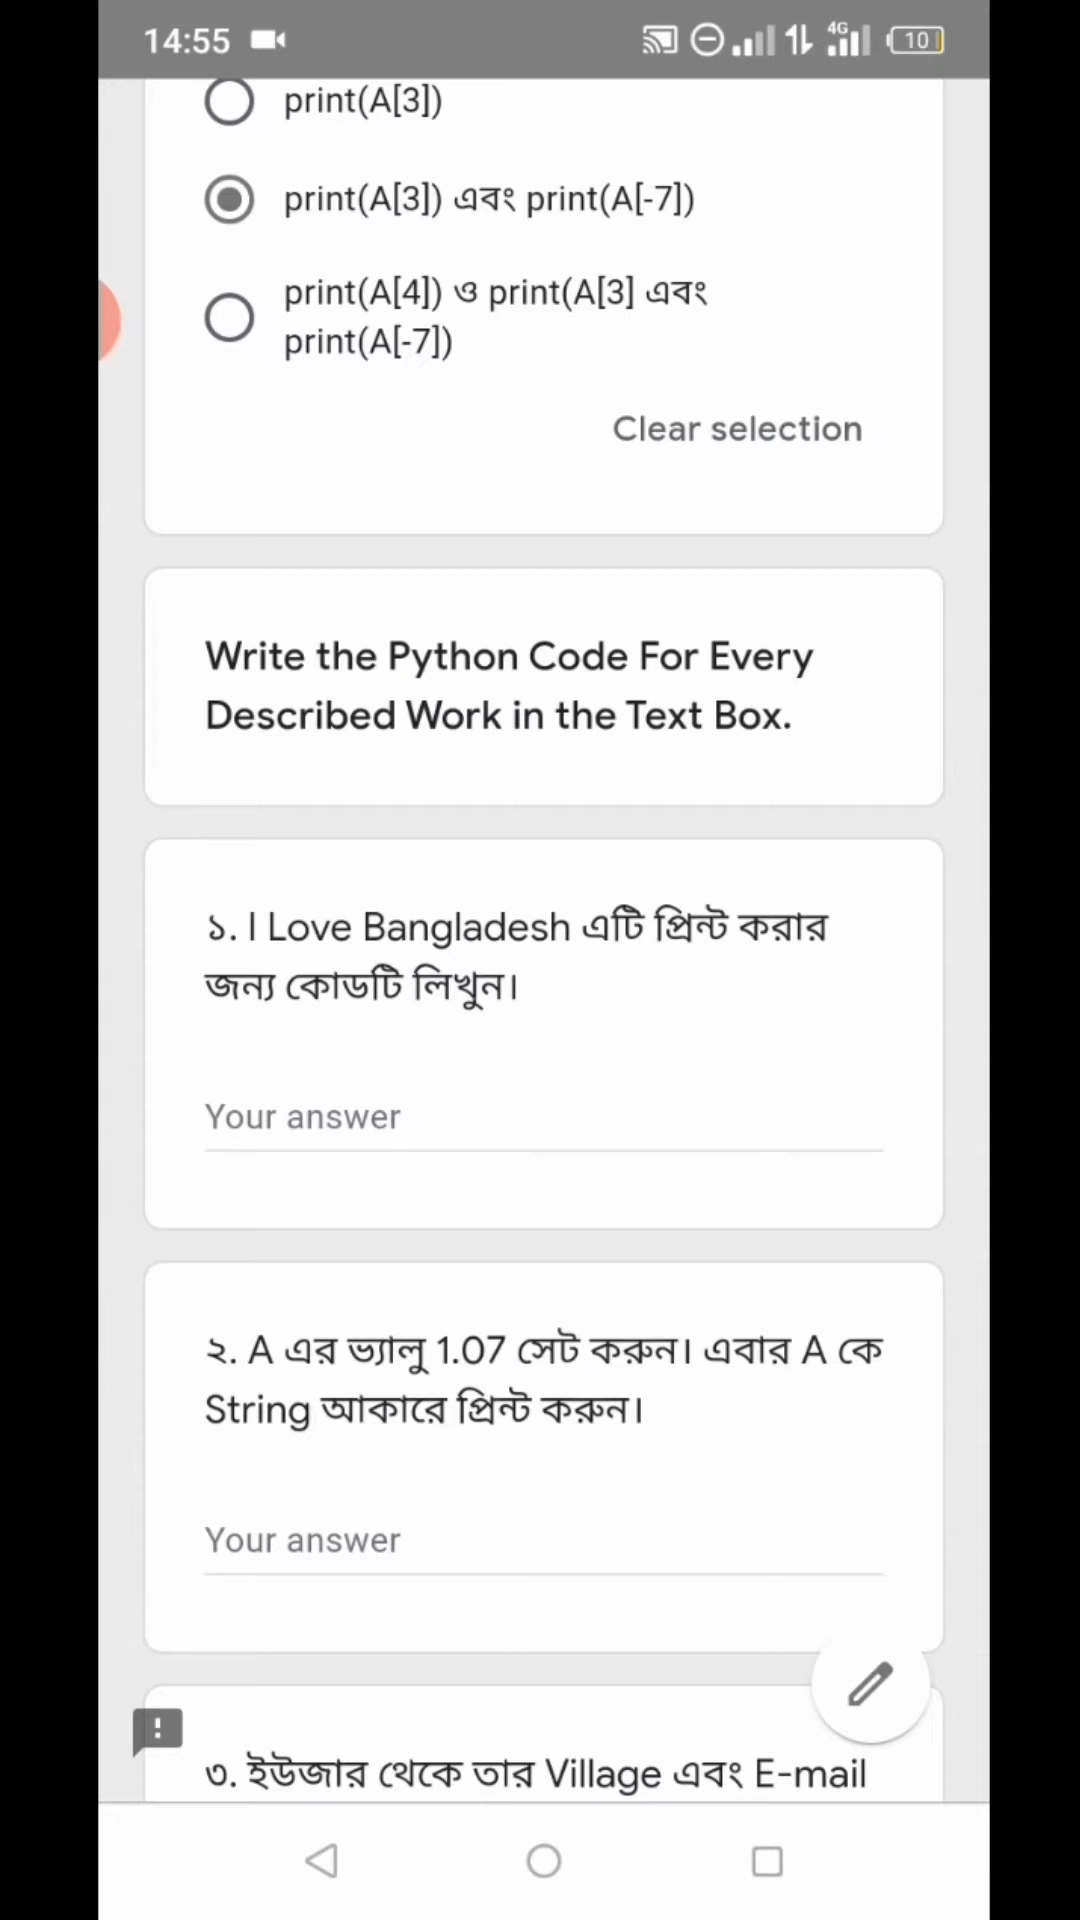 14:55
4G
10
print(A[3])
print(A[3]) এবং print(A[-7])
print(A[4]) ও print(A[3] এবং
print(A[-7])
Clear selection
Write the Python Code For Every
Described Work in the Text Box.
১. I Love Bangladesh এটি প্রিন্ট করার
জন্য কোডটি লিখুন।
Your answer
২. A এর ভ্যালু 1.07 সেট করুন। এবার A কে
String আকারে প্রিন্ট করুন।
Your answer
৩. ইউজার থেকে তার Village এবং E-mail